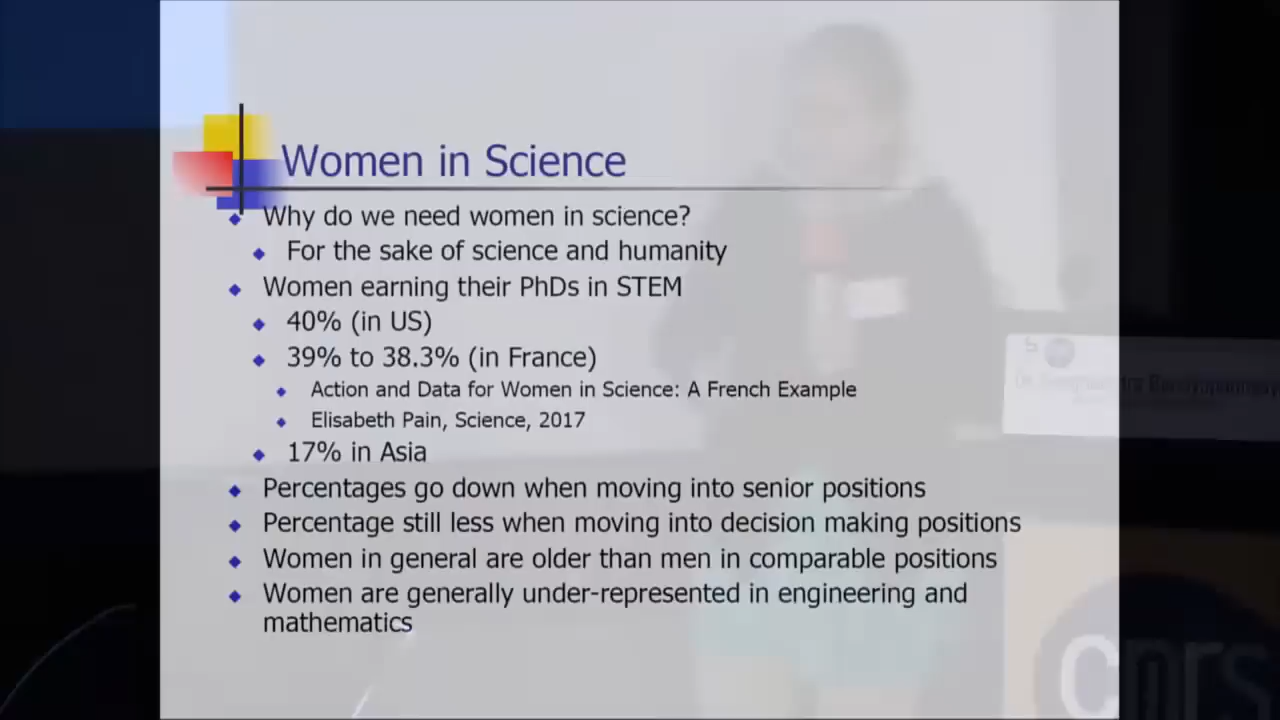 Women in Science
Why do we need women in science?
For the sake of science and humanity
Women earning their PhDs in STEM
40% (in US)
39% to 38.3% (in France)
Action and Data for Women in Science: A French Example
Elisabeth Pain, Science, 2017
17% in Asia
Percentages go down when moving into senior positions
Percentage still less when moving into decision making positions
Women in general are older than men in comparable positions
Women are generally under-represented in engineering and
mathematics
cnrs